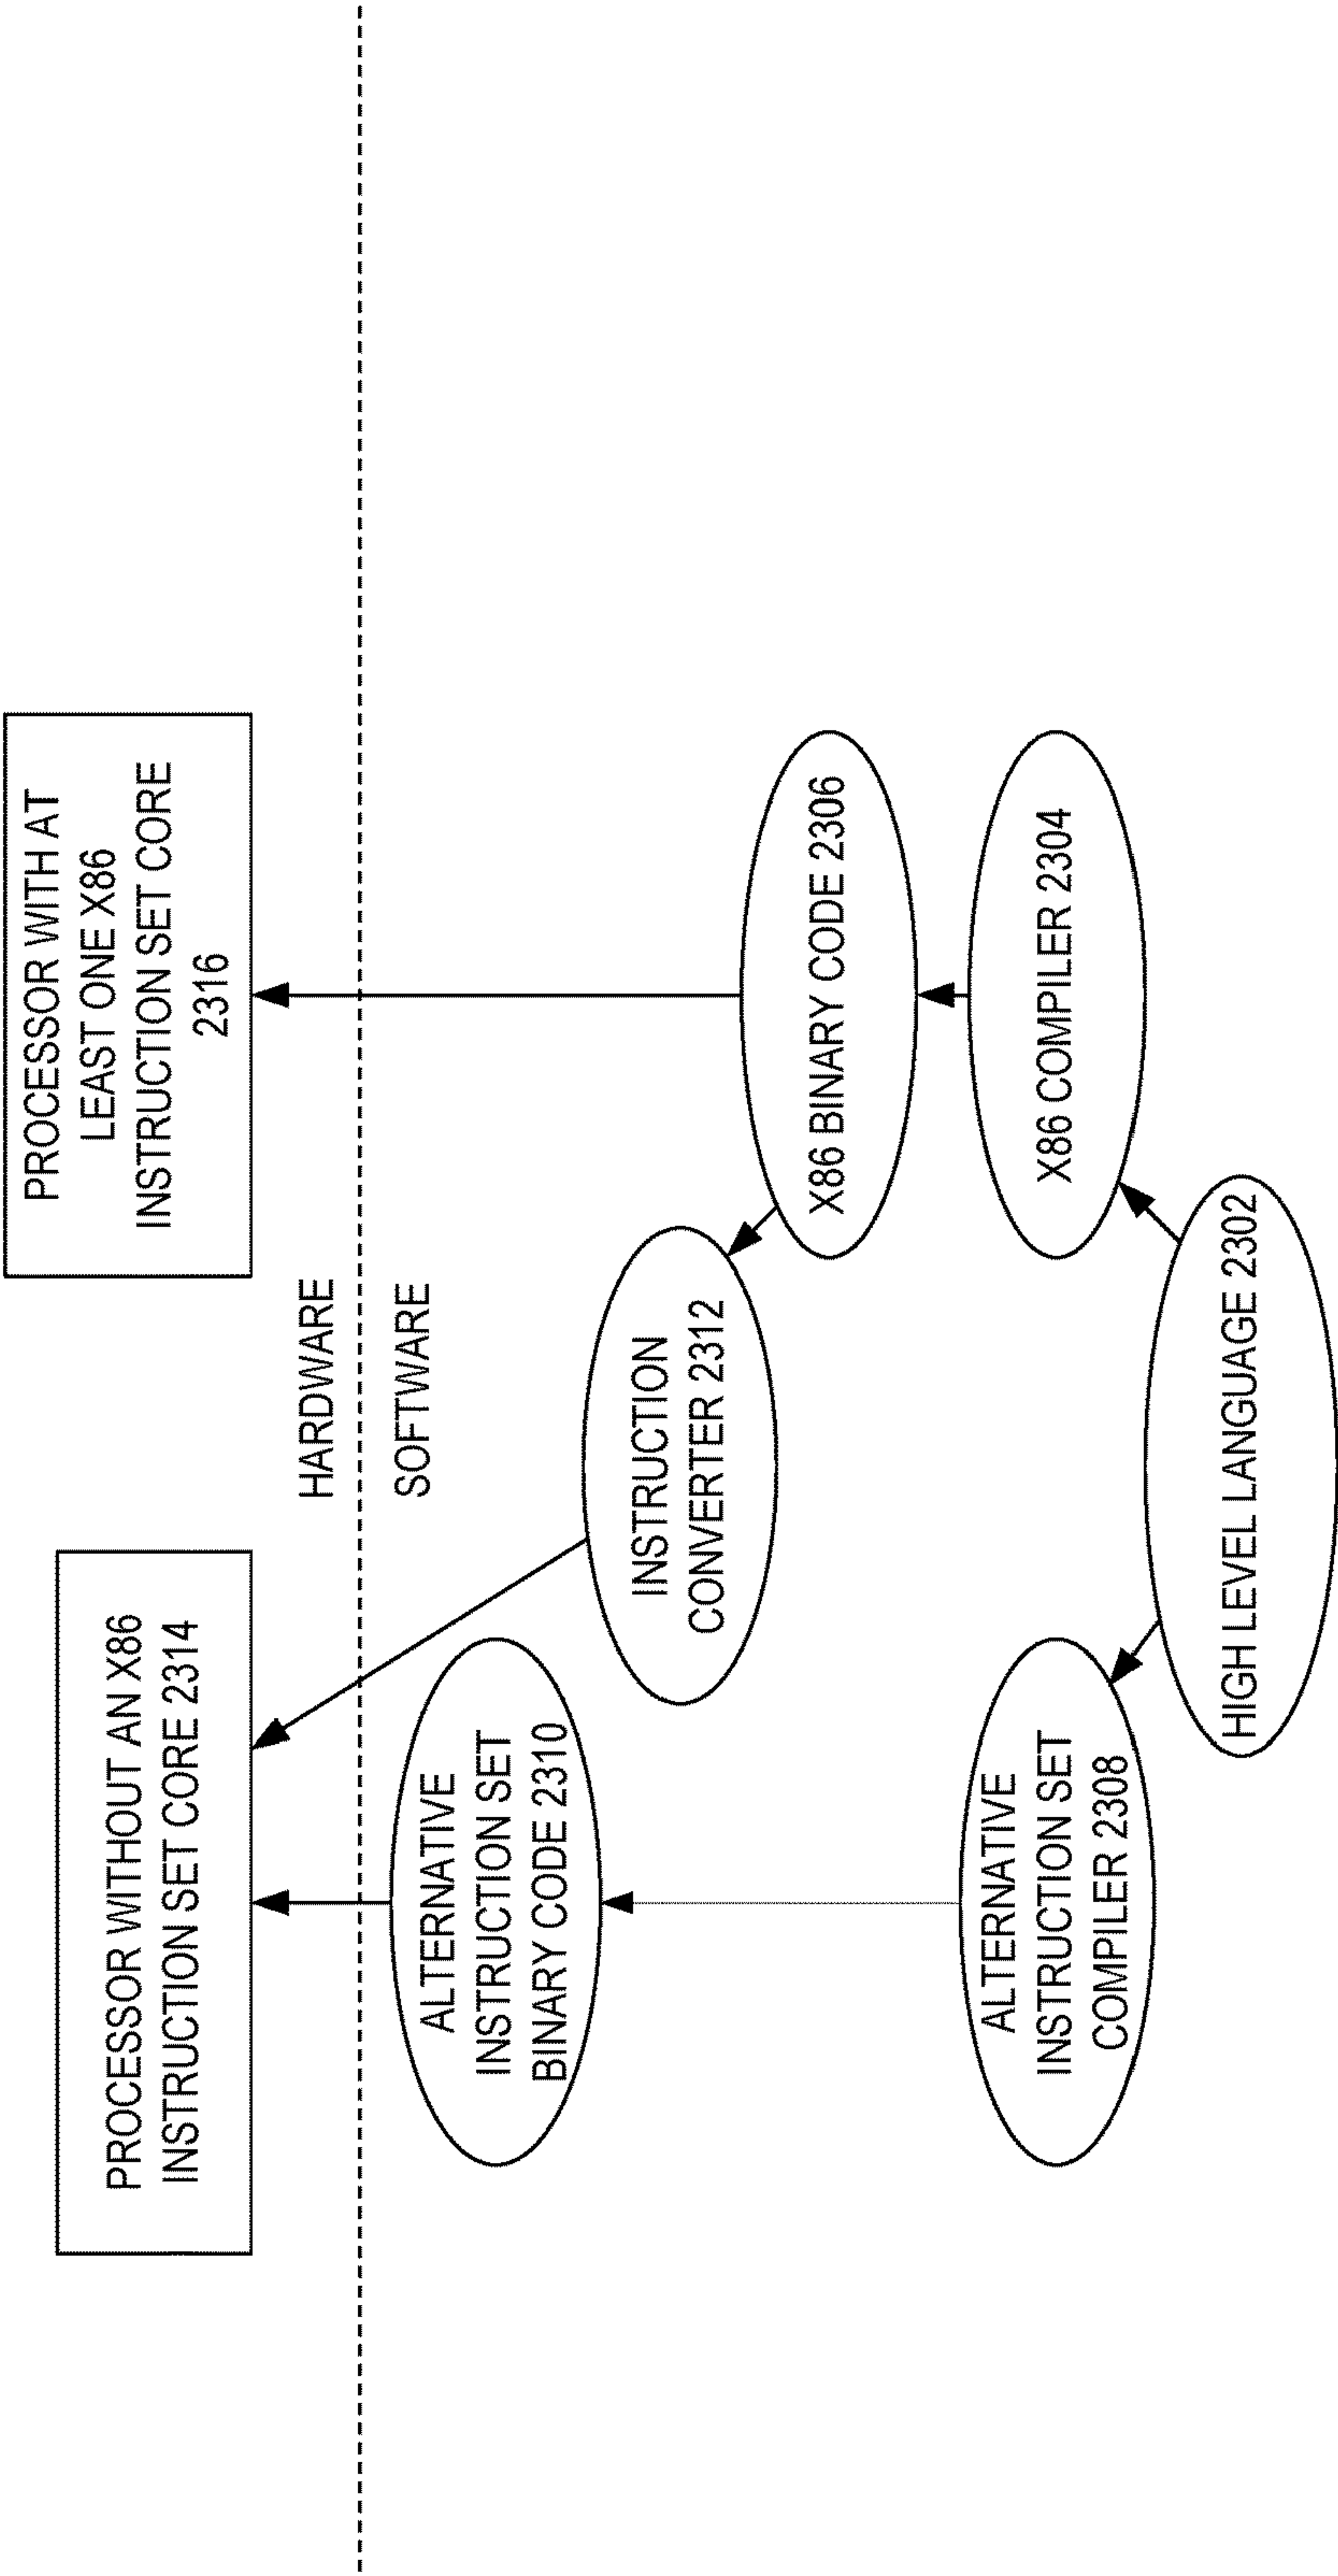 PROCESSOR WITHOUT AN X86
INSTRUCTION SET CORE 2314
PROCESSOR WITH AT
LEAST ONE X86
INSTRUCTION SET CORE
2316
HARDWARE
SOFTWARE
ALTERNATIVE
INSTRUCTION SET
BINARY CODE 2310
INSTRUCTION
CONVERTER 2312
X86 BINARY CODE 2306
ALTERNATIVE
INSTRUCTION SET
COMPILER 2308
X86 COMPILER 2304
HIGH LEVEL LANGUAGE 2302